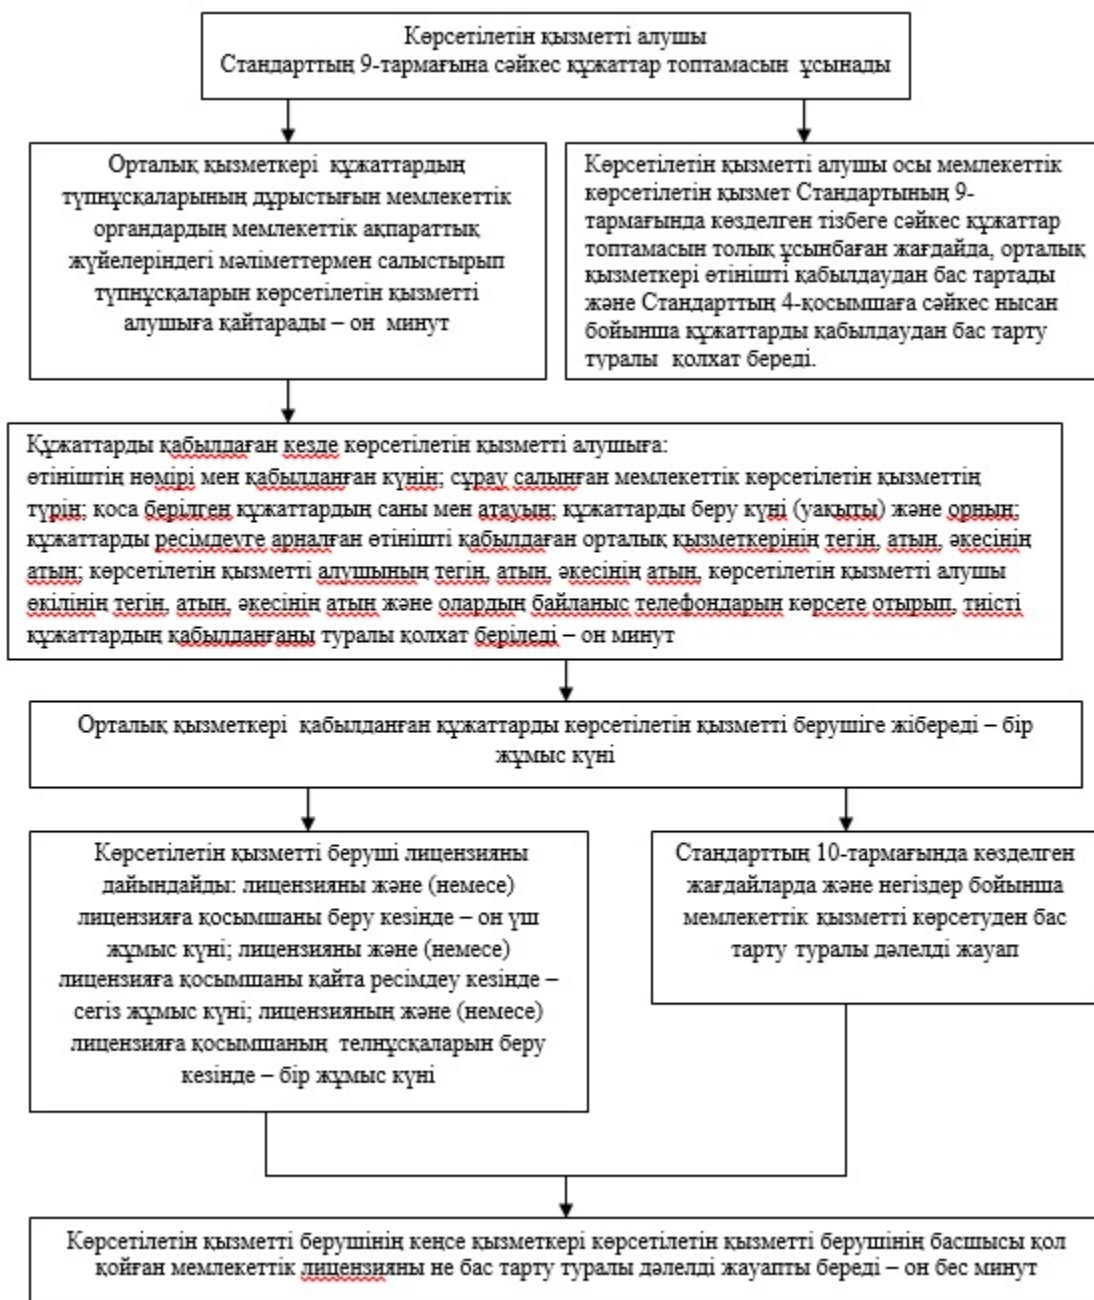 Көрсетілетін қызметті алушы
Стандарттың 9-тармағына сәйкес құжаттар топтамасын ұсынады
Орталық қызметкері құжаттардың
түпнұсқаларының дұрыстығын мемлекеттік
органдардың мемлекеттік ақпараттық
жүйелеріндегі мәліметтермен салыстырып
түпнұсқаларын көрсетілетін қызметті
алушыға қайтарады – он минут
Көрсетілетін қызметті алушы осы мемлекеттік
көрсетілетін қызмет Стандартының 9-
тармағында көзделген тізбеге сәйкес құжаттар
топтамасын толық ұсынбаған жағдайда, орталық
қызметкері өтінішті қабылдаудан бас тартады
және Стандарттың 4-қосымшаға сәйкес нысан
бойынша құжаттарды қабылдаудан бас тарту
туралы қолхат береді.
Құжаттарды қабылдаған кезде көрсетілетін қызметті алушыға:
өтініштің нөмірі мен қабылданған күнін; сұрау салынған мемлекеттік көрсетілетін қызметтің
түрін; қоса берілген құжаттардың саны мен атауын; құжаттарды беру күні (уақыты) және орнын;
құжаттарды ресімдеуге арналған өтінішті қабылдаған орталық қызметкерінің тегін, атын, әкесінің
атын; көрсетілетін қызметті алушының тегін, атын, әкесінің атын, көрсетілетін қызметті алушы
өкілінің тегін, атын, әкесінің атын және олардың байланыс телефондарын көрсете отырып, тиісті
құжаттардың қабылданғаны туралы қолхат беріледі – он минут
Орталық қызметкері қабылданған құжаттарды көрсетілетін қызметті берушіге жібереді – бір
жұмыс күні
Көрсетілетін қызметті беруші лицензияны
дайындайды: лицензияны және (немесе)
лицензияға қосымшаны беру кезінде – он үш
жұмыс күні; лицензияны және (немесе)
лицензияға қосымшаны қайта ресімдеу кезінде –
сегіз жұмыс күні; лицензияның және (немесе)
лицензияға қосымшаның телнұсқаларын беру
кезінде – бір жұмыс күні
Стандарттың 10-тармағында көзделген
жағдайларда және негіздер бойынша
мемлекеттік қызметті көрсетуден бас
тарту туралы дәлелді жауап
Көрсетілетін қызметті берушінің кеңсе қызметкері көрсетілетін қызметті берушінің басшысы қол
қойған мемлекеттік лицензияны не бас тарту туралы дәлелді жауапты береді – он бес минут